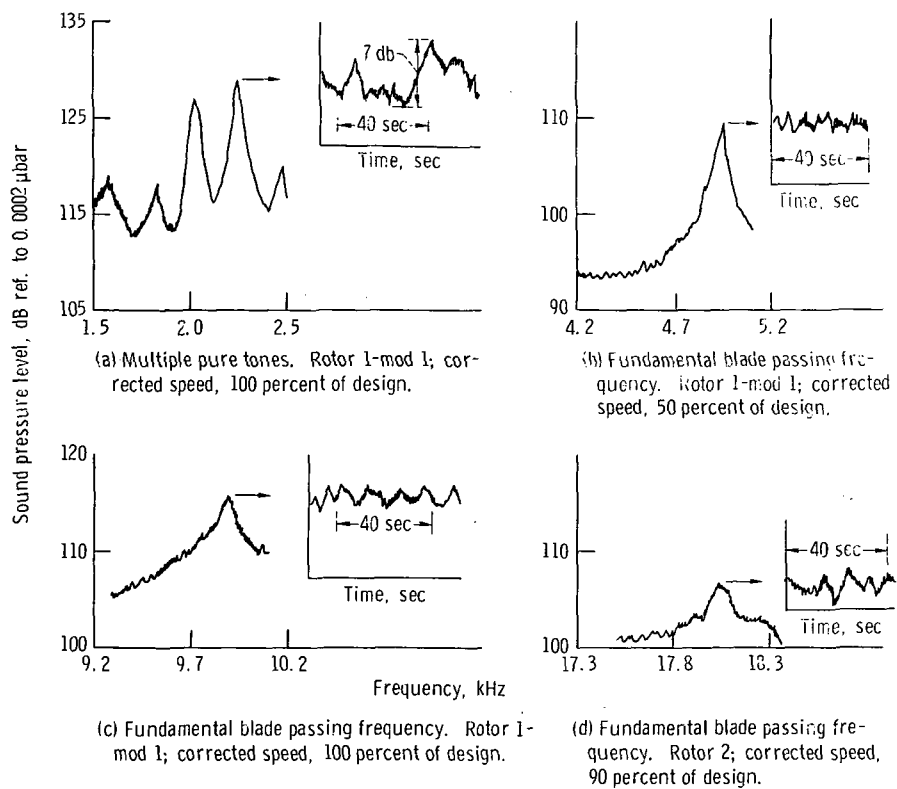 Sound pressure level, dB ref. to 0.0002 μbar
135
125
115
105
1.5 2.0 2.5
7 db
40 sec
Time, sec
(a) Multiple pure tones. Rotor 1-mod 1; cor-
rected speed, 100 percent of design.
110
100
90
4.2 4.7 5.2
40 sec
Time, sec
(b) Fundamental blade passing fre-
quency. Rotor 1-mod 1; corrected
speed, 50 percent of design.
120
110
100
9.2 9.7 10.2
40 sec
Time, sec
(c) Fundamental blade passing frequency. Rotor 1-
mod 1; corrected speed, 100 percent of design.
110
100
17.3 17.8 18.3
40 sec
Time, sec
(d) Fundamental blade passing fre-
quency. Rotor 2; corrected speed,
90 percent of design.
Frequency, kHz